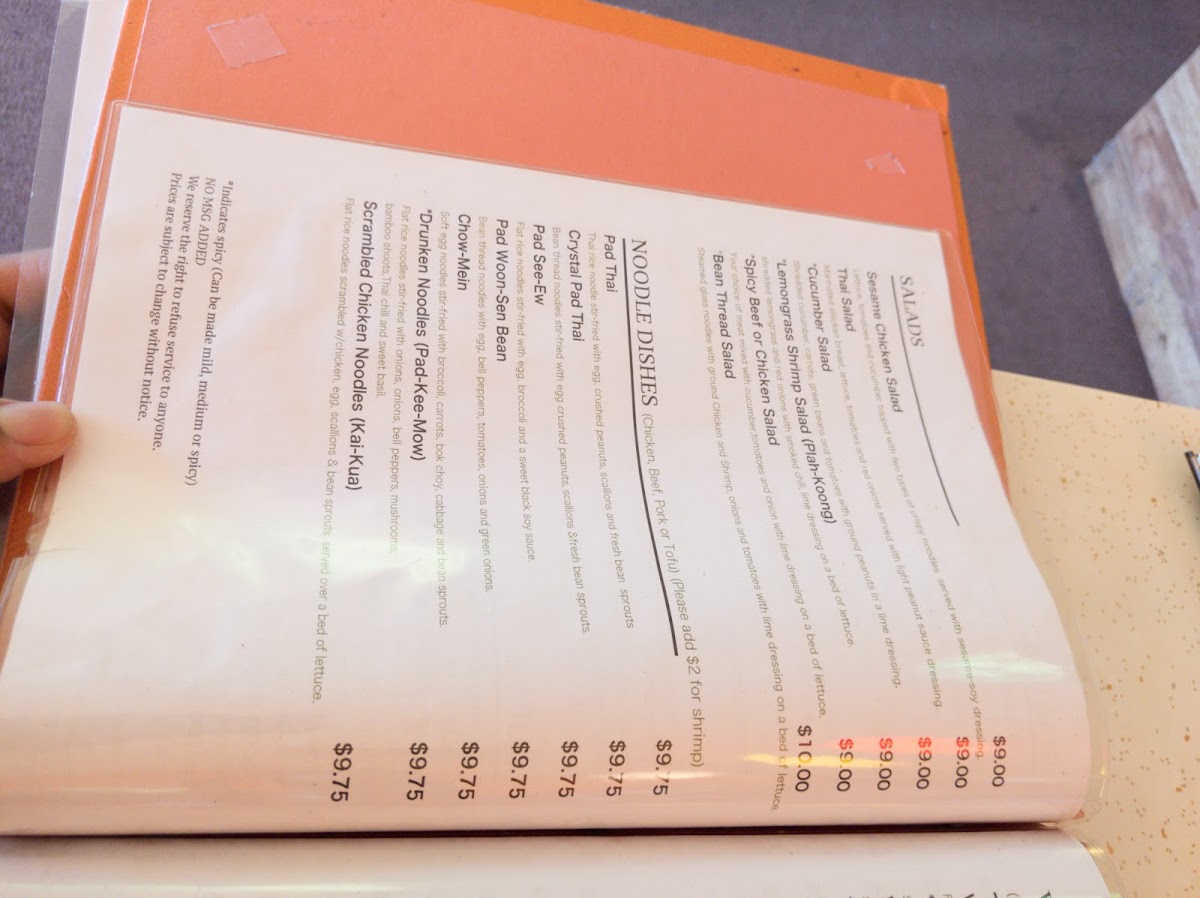 SALADS
Sesame Chicken Salad $9.00
Lettuce, tomatoes and cucumber topped with two types of crispy noodles served with sesame-soy dressing.
Thai Salad $9.00
Marinated chicken breast, lettuce, tomatoes and red onions served with light peanut sauce dressing.
*Cucumber Salad $9.00
Shredded cucumber, carrots, green beans and tomatoes with ground peanuts in a lime dressing.
*Lemongrass Shrimp Salad (Plah-Koong) $9.00
shredded lemongrass and red onions with smoked chili, lime dressing on a bed of lettuce.
*Spicy Beef or Chicken Salad $9.00
Your choice of meat mixed with cucumber,tomatoes and onion with lime dressing on a bed of lettuce.
*Bean Thread Salad $10.00
Steamed glass noodles with ground Chicken and Shrimp, onions and tomatoes with lime dressing on a bed of lettuce.
NOODLE DISHES (Chicken, Beef, Pork or Tofu) (Please add $2 for shrimp)
Pad Thai $9.75
Thai rice noodle stir-fried with egg, crushed peanuts, scallions and fresh bean sprouts
Crystal Pad Thai $9.75
Bean thread noodles stir-fried with egg crushed peanuts, scallions &fresh bean sprouts.
Pad See-Ew $9.75
Flat rice noodles stir-fried with egg, broccoli and a sweet black soy sauce.
Pad Woon-Sen Bean $9.75
Bean thread noodles with egg, bell peppers, tomatoes, onions and green onions.
Chow-Mein $9.75
Soft egg noodles stir-fried with broccoli, carrots, bok choy, cabbage and bean sprouts.
*Drunken Noodles (Pad-Kee-Mow) $9.75
Flat rice noodles stir-fried with onions, onions, bell peppers, mushrooms,
bamboo shoots,Thai chili and sweet basil.
Scrambled Chicken Noodles (Kai-Kua) $9.75
Flat rice noodles scrambled w/chicken, egg, scallions & bean sprouts served over a bed of lettuce.
*Indicates spicy (Can be made mild, medium or spicy)
NO MSG ADDED
We reserve the right to refuse service to anyone.
Prices are subject to change without notice.